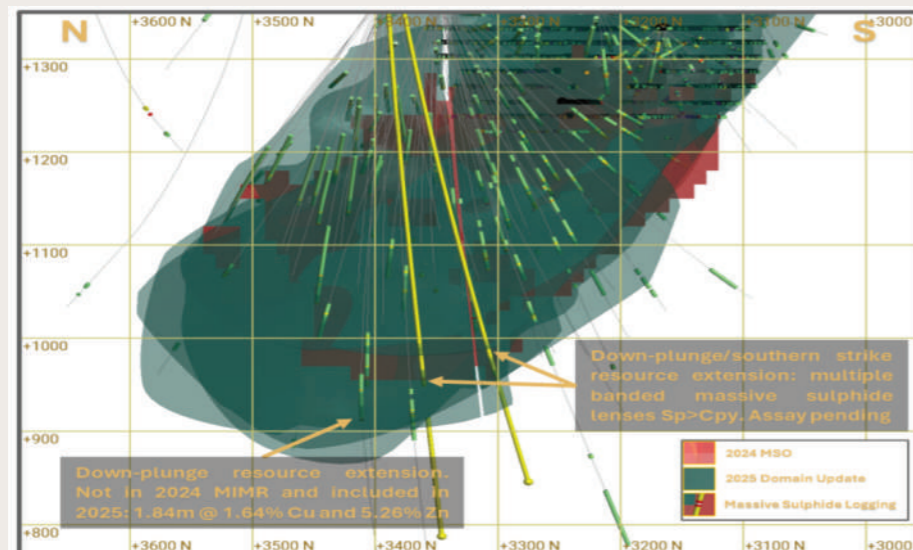 N S
+3600 N +3500 N +3400 N +3300 N +3200 N +3100 N +3000
+1300
+1200
+1100
+1000
+900
+800
Down-plunge/southern strike
resource extension: multiple
banded massive sulphide
lenses Sp>Cpy. Assay pending
Down-plunge resource extension.
Not in 2024 MIMR and included in
2025: 1.84m @ 1.64% Cu and 5.26% Zn
2024 MSO
2025 Domain Update
Massive Sulphide Logging
+3600 N +3500 N +3400 N +3300 N +3200 N +3100 N +3000